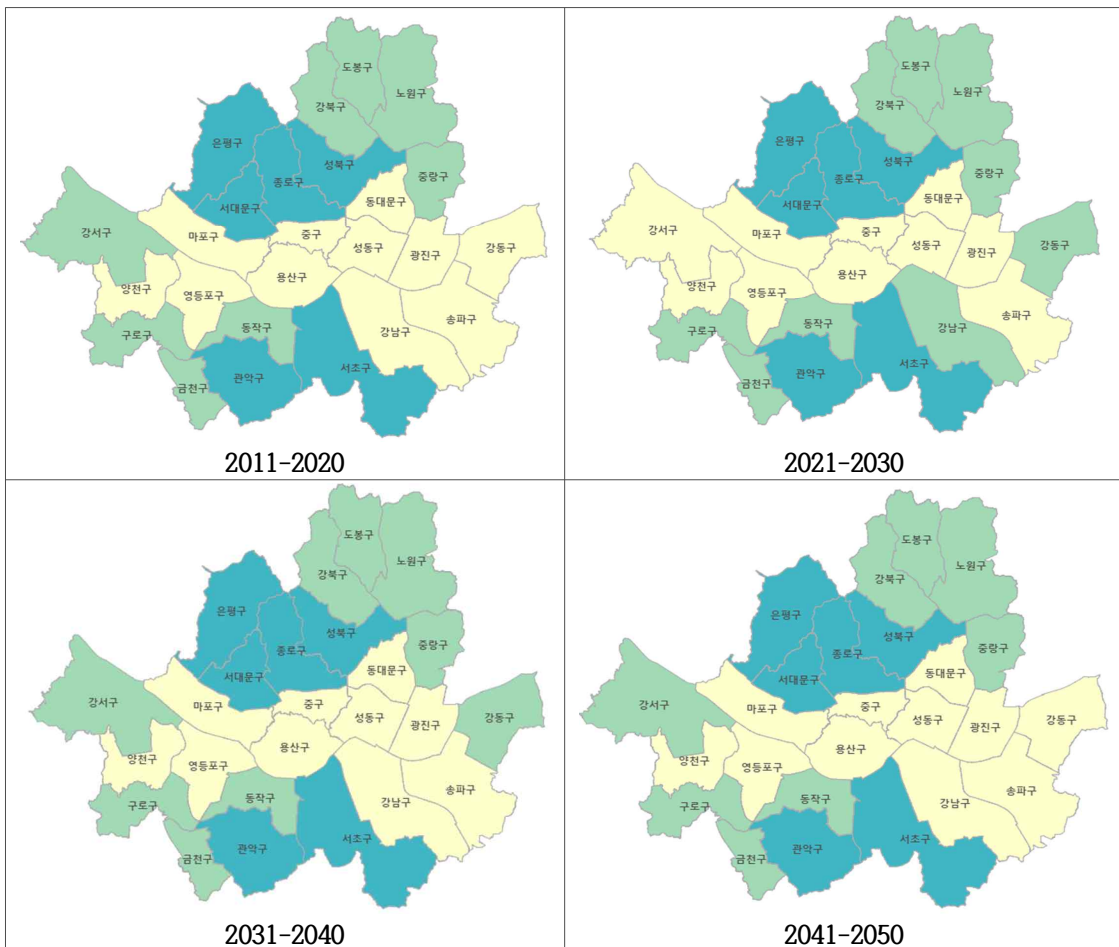 도봉구
노원구
강북구
은평구
성북구
중랑구
종로구
서대문구
동대문구
강서구
마포구
중구
성동구
광진구
강동구
양천구
영등포구
용산구
송파구
구로구
동작구
강남구
금천구
관악구
서초구
2011-2020
도봉구
노원구
강북구
은평구
성북구
중랑구
종로구
서대문구
동대문구
강서구
마포구
중구
성동구
광진구
강동구
양천구
영등포구
용산구
송파구
구로구
동작구
강남구
금천구
관악구
서초구
2021-2030
도봉구
노원구
강북구
은평구
성북구
중랑구
종로구
서대문구
동대문구
강서구
마포구
중구
성동구
광진구
강동구
양천구
영등포구
용산구
송파구
구로구
동작구
강남구
금천구
관악구
서초구
2031-2040
도봉구
노원구
강북구
은평구
성북구
중랑구
종로구
서대문구
동대문구
강서구
마포구
중구
성동구
광진구
강동구
양천구
영등포구
용산구
송파구
구로구
동작구
강남구
금천구
관악구
서초구
2041-2050